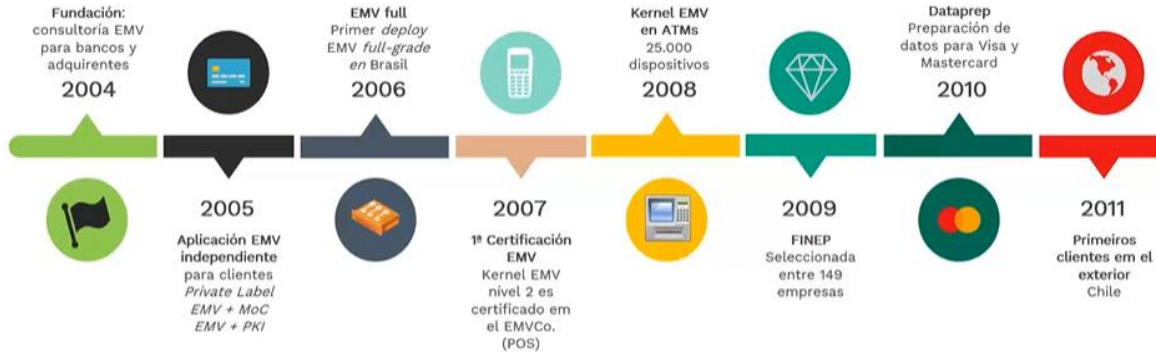 Fundación:
consultoría EMV
para bancos y
adquirentes
2004
2005
Aplicación EMV
independiente
para clientes
Private Label
EMV + MoC
EMV + PKI
EMV full
Primer deploy
EMV full-grade
en Brasil
2006
2007
1ª Certificación
EMV
Kernel EMV
nível 2 es
certificado em
el EMVCo.
(POS)
Kernel EMV
en ATMs
25.000
dispositivos
2008
2009
FINEP
Seleccionada
entre 149
empresas
Dataprep
Preparación de
datos para Visa y
Mastercard
2010
2011
Primeiros
clientes em el
exterior
Chile